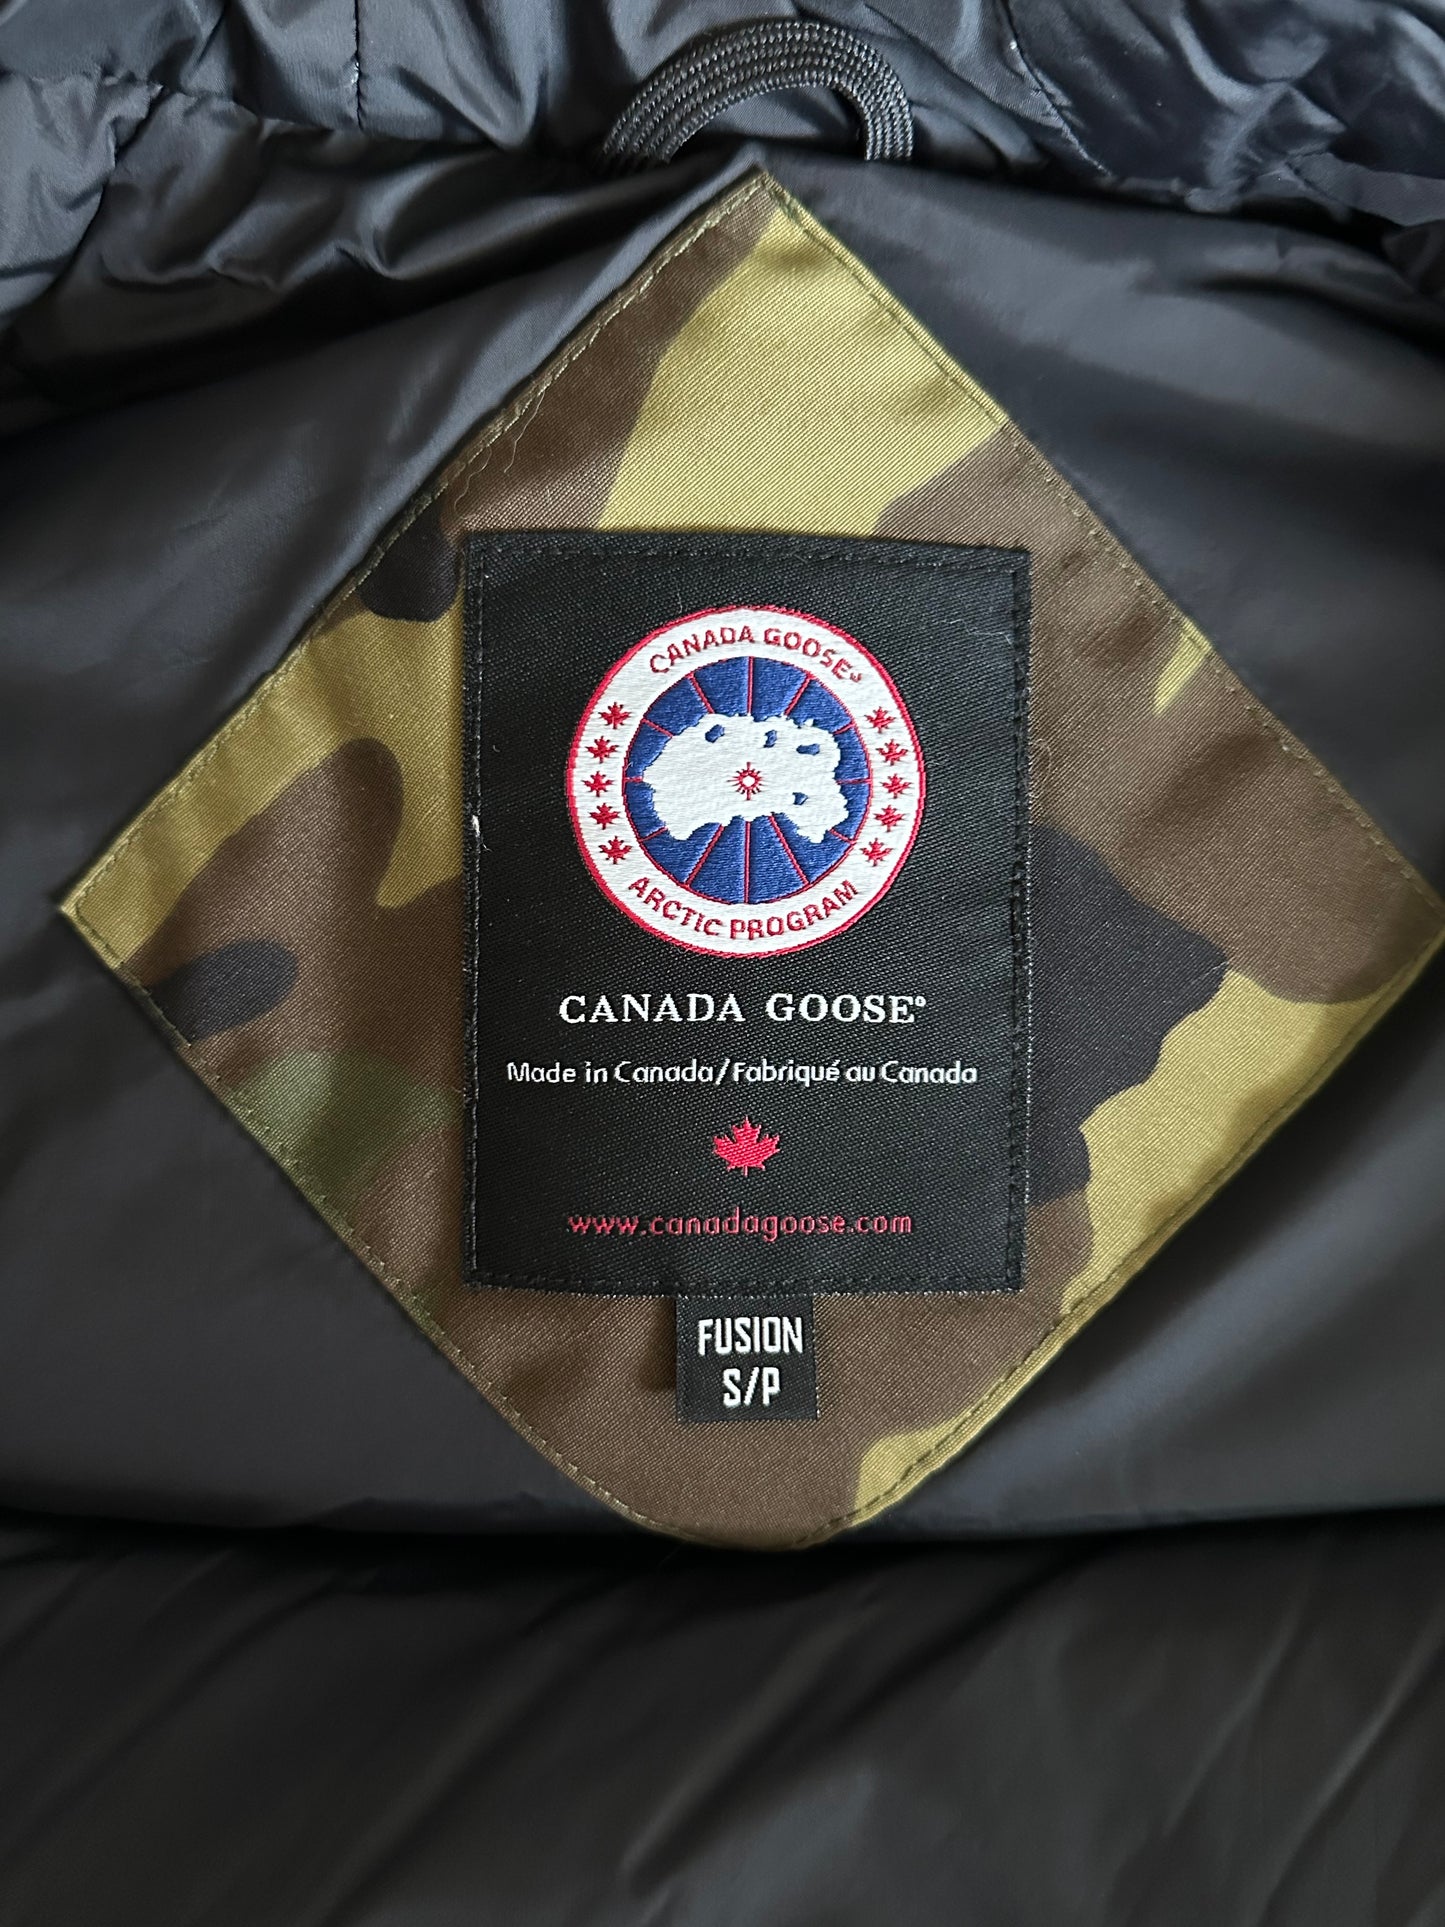 CANADA GOOSE®
ARCTIC PROGRAM
CANADA GOOSE®
Made in Canada/Fabriqué au Canada
www.canadagoose.com
FUSION
S/P